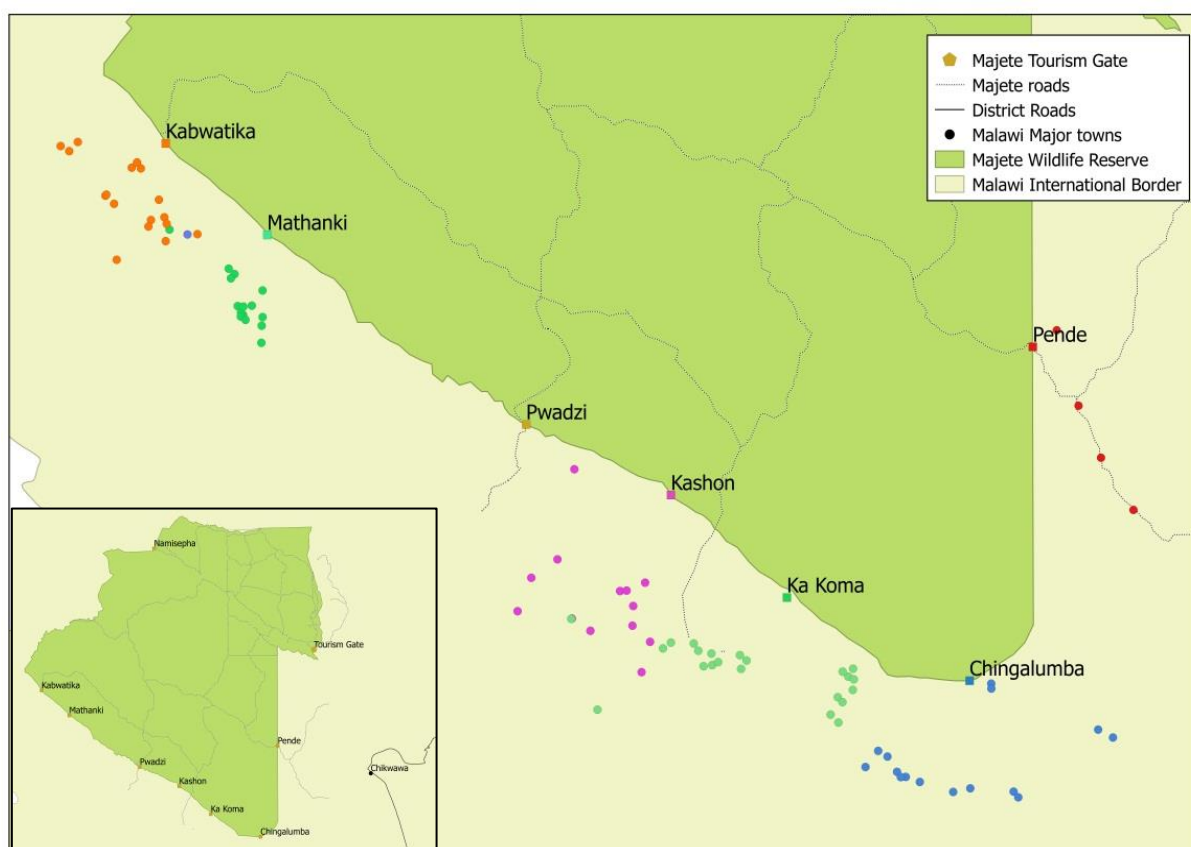 Majete Tourism Gate
Majete roads
District Roads
Malawi Major towns
Majete Wildlife Reserve
Malawi International Border
Kabwatika
Mathanki
Pende
Pwadzi
Kashon
Ka Koma
Chingalumba
Namisepha
Tourism Gate
Kabwatika
Mathanki
Pende
Pwadzi
Chikwawa
Kashon
Ka Koma
Chingalumba